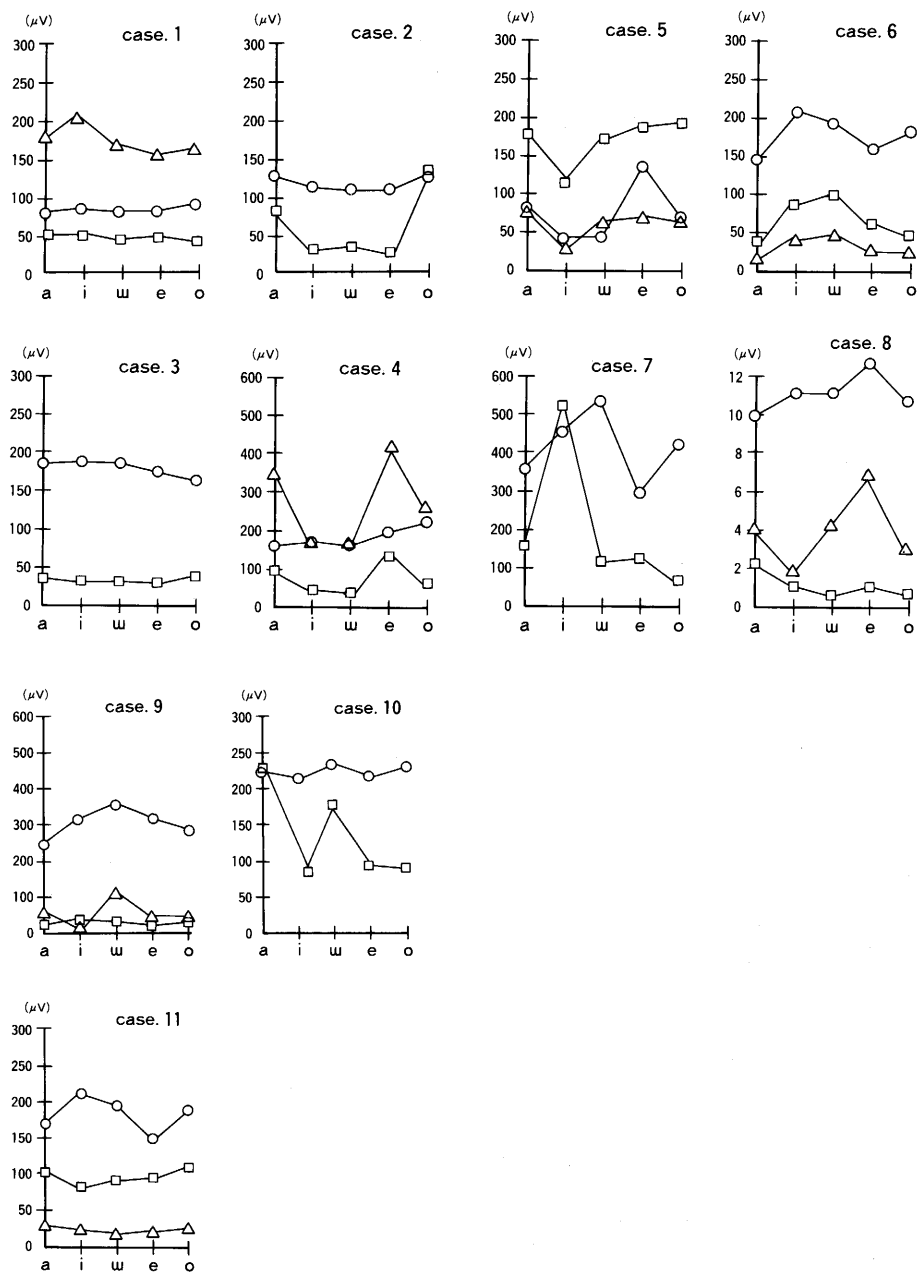 (μV)
case. 1
300
250
200
150
100
50
0
a i ɯ e o
(μV)
case. 2
300
250
200
150
100
50
0
a i ɯ e o
(μV)
case. 5
300
250
200
150
100
50
0
a i ɯ e o
(μV)
case. 6
300
250
200
150
100
50
0
a i ɯ e o
(μV)
case. 3
300
250
200
150
100
50
0
a i ɯ e o
(μV)
case. 4
600
500
400
300
200
100
0
a i ɯ e o
(μV)
case. 7
600
500
400
300
200
100
0
a i ɯ e o
(μV)
case. 8
12
10
8
6
4
2
0
a i ɯ e o
(μV)
case. 9
600
500
400
300
200
100
0
a i ɯ e o
(μV)
case. 10
300
250
200
150
100
50
0
a i ɯ e o
(μV)
case. 11
300
250
200
150
100
50
0
a i ɯ e o